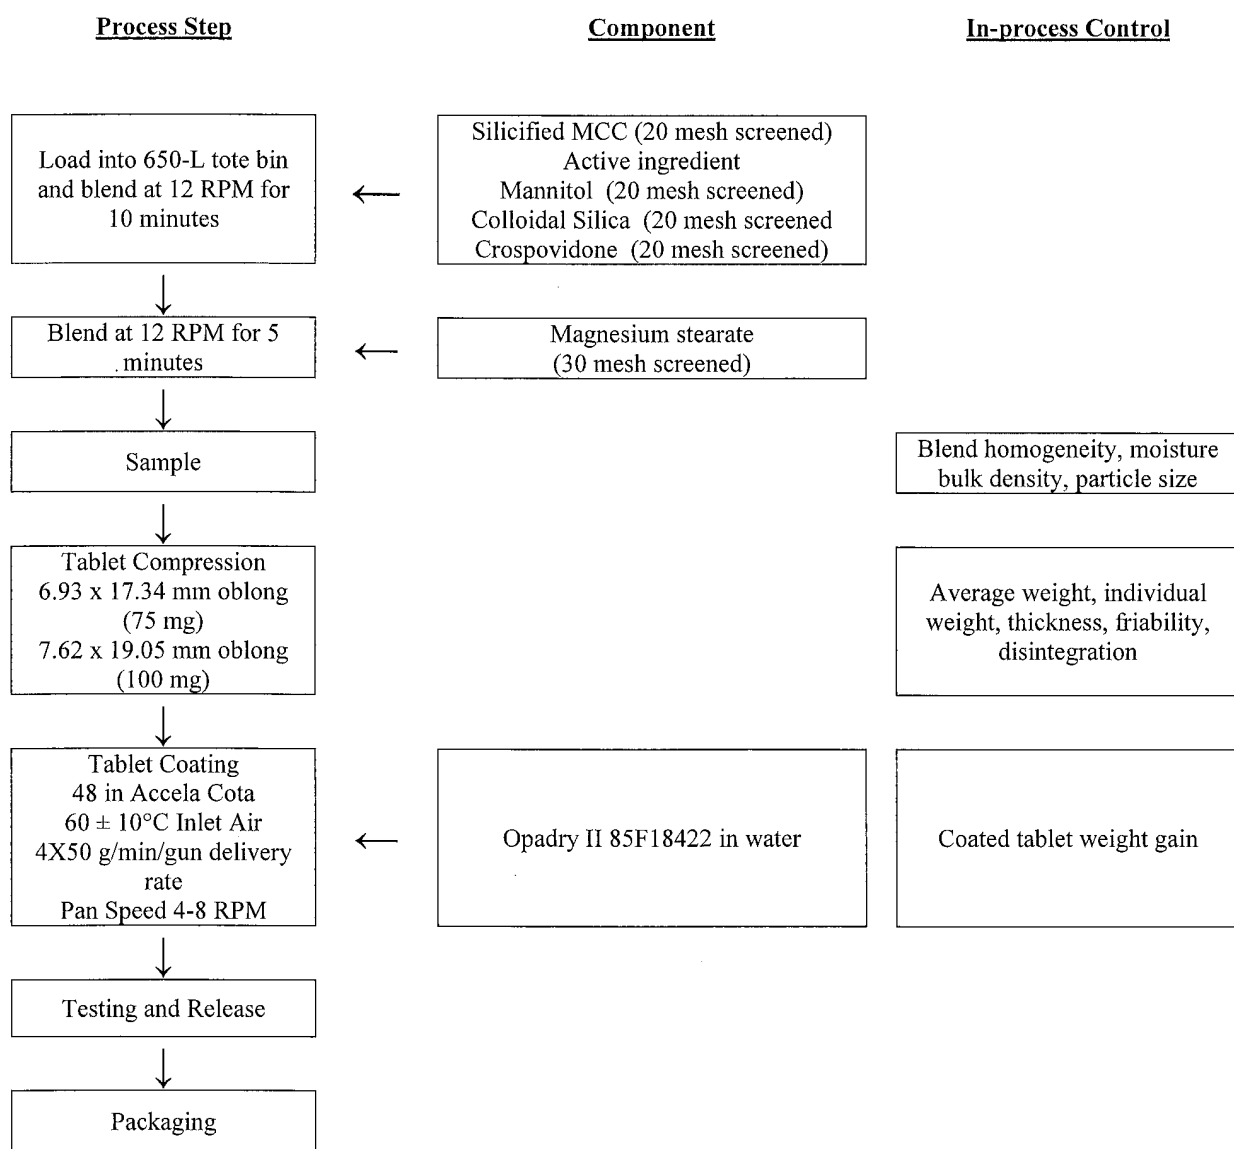 Process Step
Component
In-process Control
Load into 650-L tote bin
and blend at 12 RPM for
10 minutes
Silicified MCC (20 mesh screened)
Active ingredient
Mannitol (20 mesh screened)
Colloidal Silica (20 mesh screened
Crospovidone (20 mesh screened)
Blend at 12 RPM for 5
minutes
Magnesium stearate
(30 mesh screened)
Sample
Blend homogeneity, moisture
bulk density, particle size
Tablet Compression
6.93 x 17.34 mm oblong
(75 mg)
7.62 x 19.05 mm oblong
(100 mg)
Average weight, individual
weight, thickness, friability,
disintegration
Tablet Coating
48 in Accela Cota
60 ± 10°C Inlet Air
4X50 g/min/gun delivery
rate
Pan Speed 4-8 RPM
Opadry II 85F18422 in water
Coated tablet weight gain
Testing and Release
Packaging